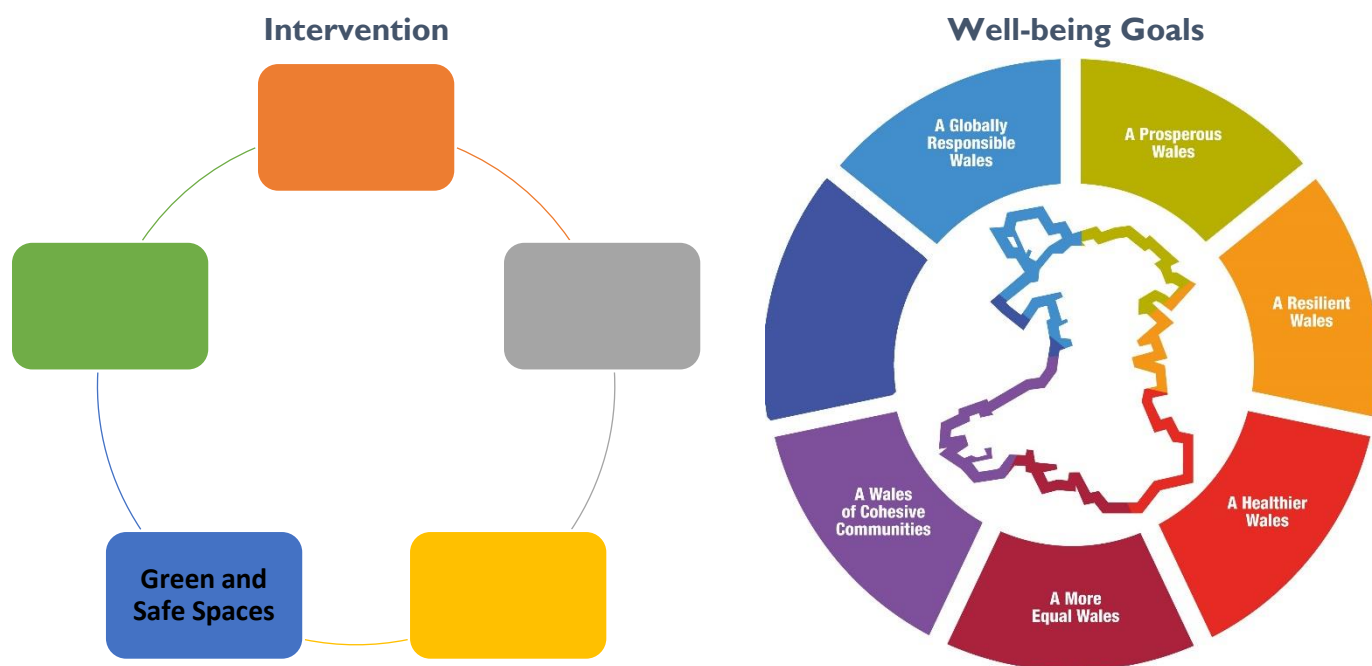 Intervention
Green and
Safe Spaces
Well-being Goals
A Globally
Responsible
Wales
A Prosperous
Wales
A Resilient
Wales
A Healthier
Wales
A More
Equal Wales
A Wales
of Cohesive
Communities